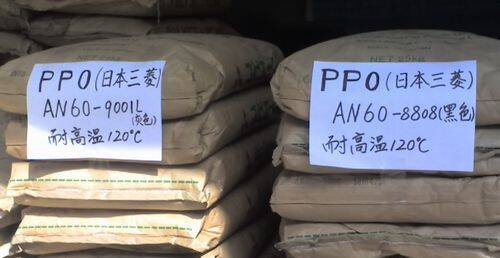 PPO(日本三菱)
AN60-9001L
(灰色)
耐高温120℃
NET 25KG
PPO(日本三菱)
AN60-8808(黑色)
耐高温120℃